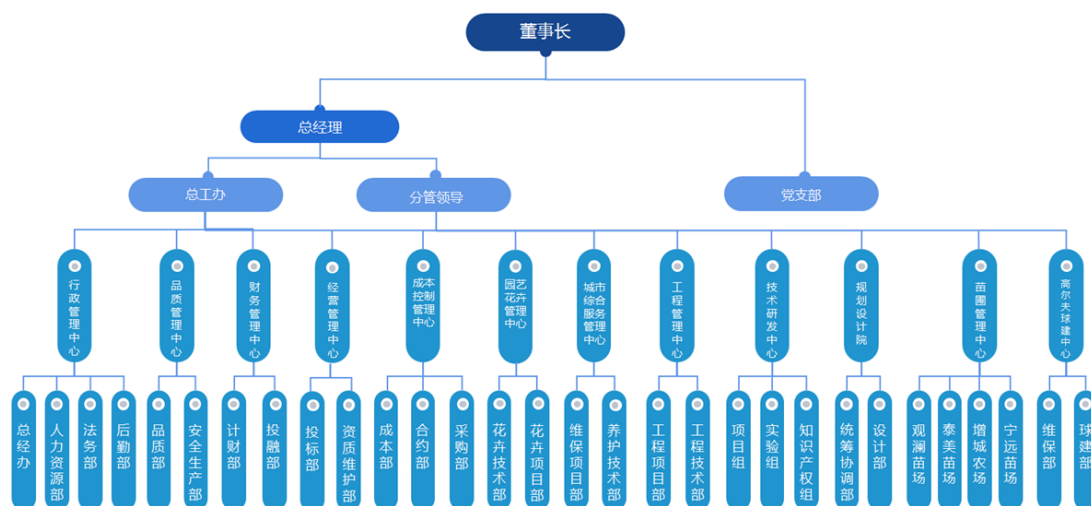 董事长
总经理
总工办
分管领导
党支部
行政管理中心
品质管理中心
财务管理中心
经营管理中心
成本控制管理中心
园艺花卉管理中心
城市综合服务管理中心
工程管理中心
技术研发中心
规划设计院
苗圃管理中心
高尔夫球建中心
总经办
人力资源部
法务部
后勤部
品质部
安全生产部
计财部
投融部
投标部
资质维护部
成本部
合约部
采购部
花卉技术部
花卉项目部
维保项目部
养护技术部
工程项目部
工程技术部
项目组
实验组
知识产权组
统筹协调部
设计部
观澜苗场
泰美苗场
增城农场
宁远苗场
维保部
球建部